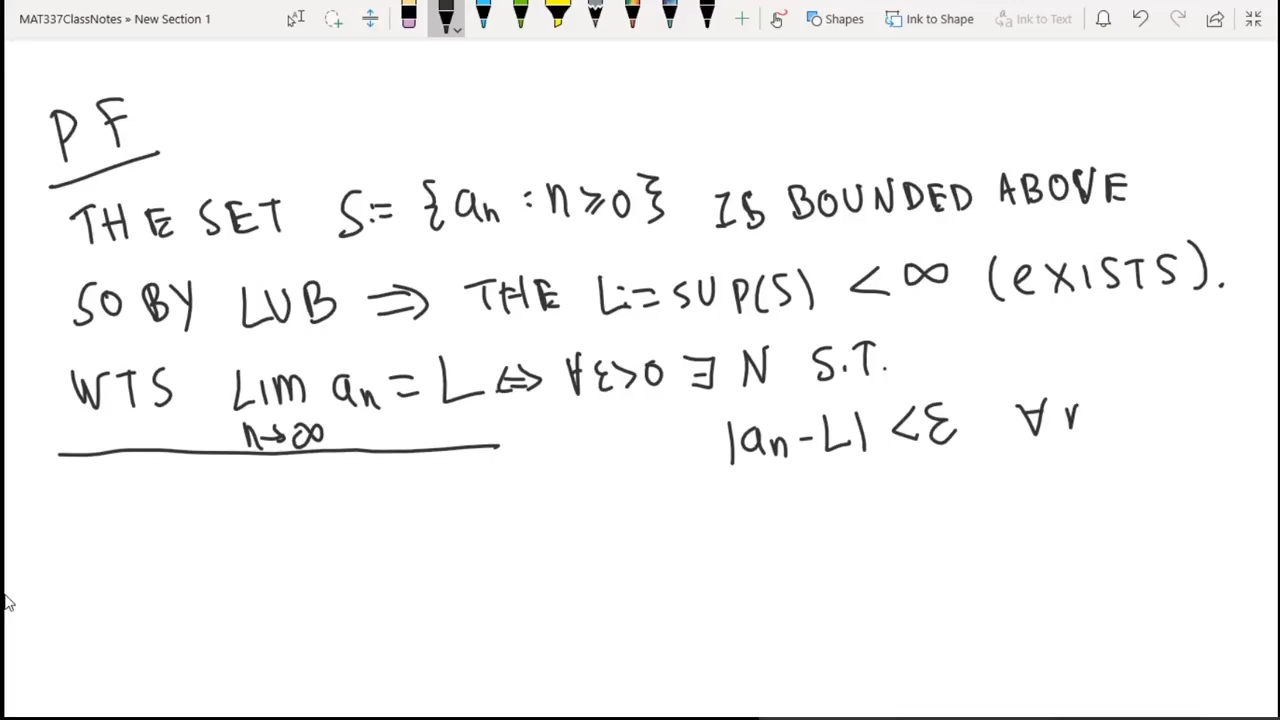 MAT337ClassNotes » New Section 1
Shapes
Ink to Shape
Ink to Text
PF
THE SET S:= {an : n ≥ 0} IS BOUNDED ABOVE
SO BY LUB ⇒ THE L:= SUP(S) < ∞ (EXISTS).
WTS Lim an = L ⇔ ∀ε>0 ∃ N S.T.
n→∞
|an - L| < ε ∀